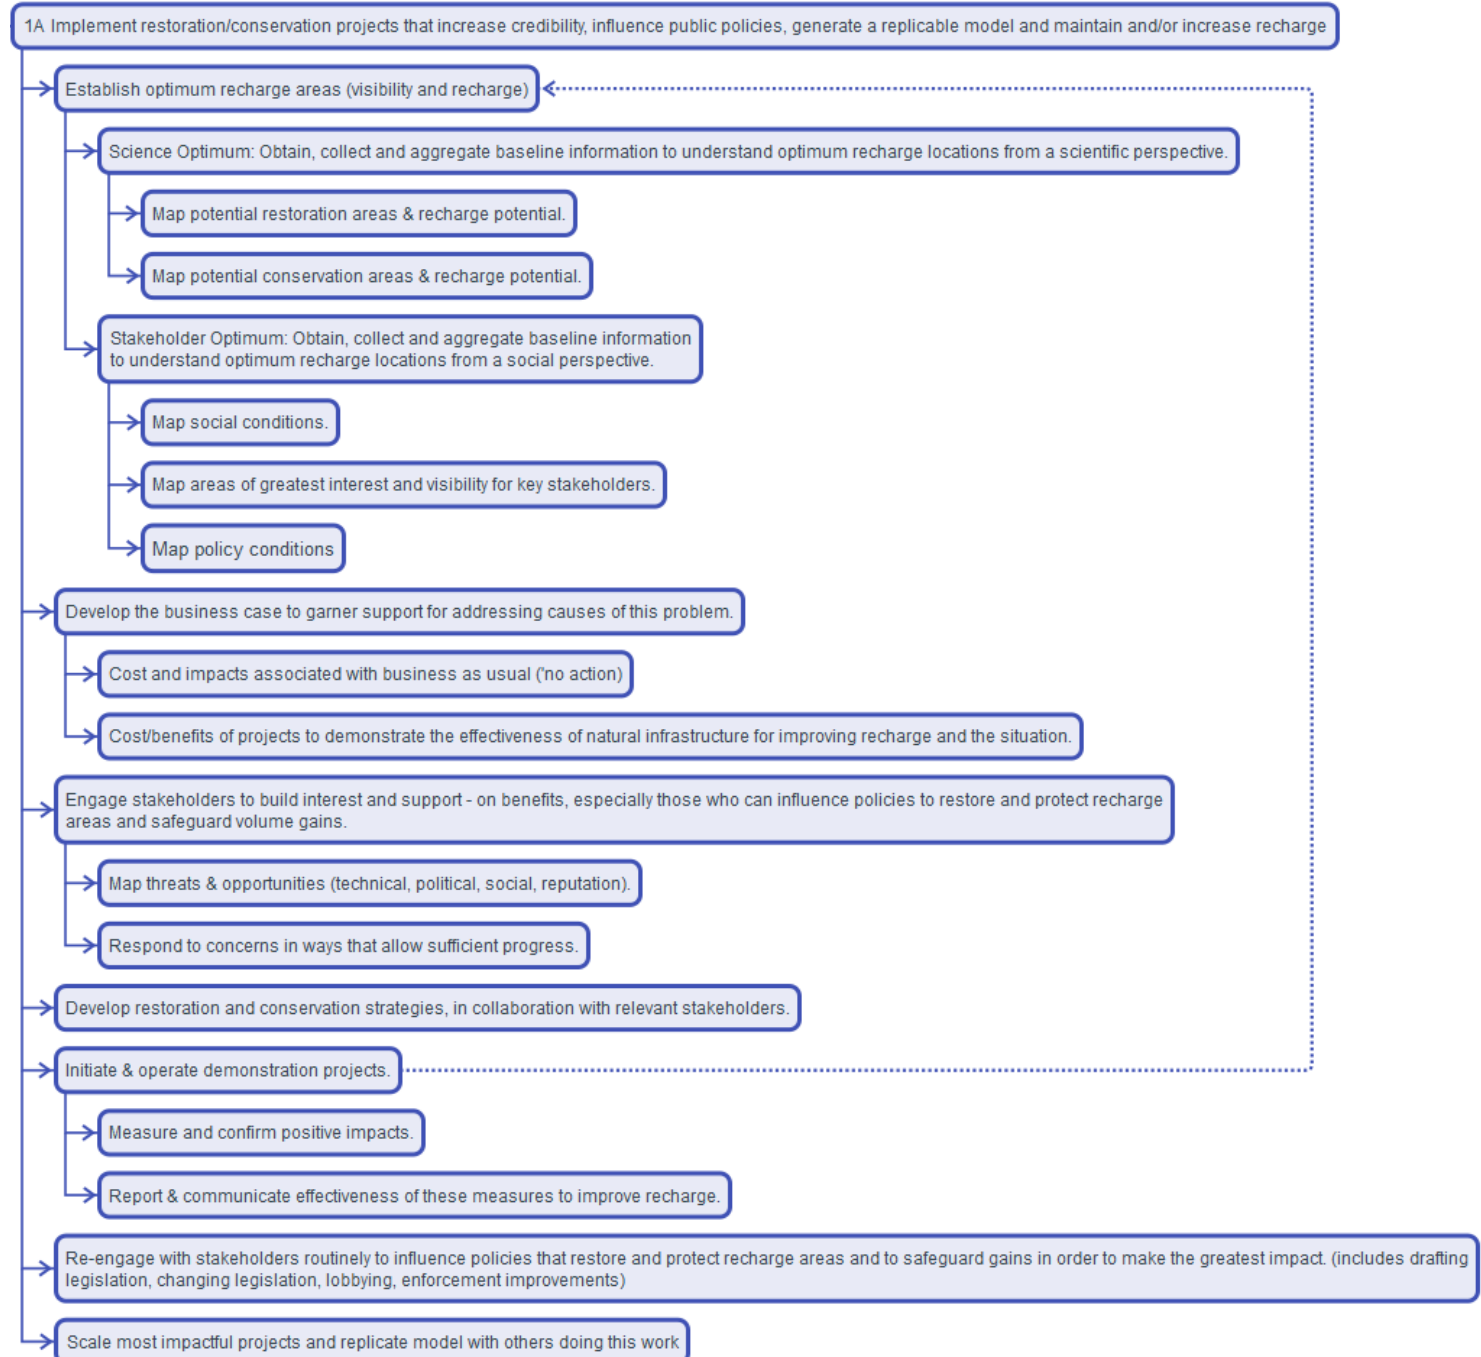 1A Implement restoration/conservation projects that increase credibility, influence public policies, generate a replicable model and maintain and/or increase recharge
Establish optimum recharge areas (visibility and recharge)
Science Optimum: Obtain, collect and aggregate baseline information to understand optimum recharge locations from a scientific perspective.
Map potential restoration areas & recharge potential.
Map potential conservation areas & recharge potential.
Stakeholder Optimum: Obtain, collect and aggregate baseline information
to understand optimum recharge locations from a social perspective.
Map social conditions.
Map areas of greatest interest and visibility for key stakeholders.
Map policy conditions
Develop the business case to garner support for addressing causes of this problem.
Cost and impacts associated with business as usual ('no action)
Cost/benefits of projects to demonstrate the effectiveness of natural infrastructure for improving recharge and the situation.
Engage stakeholders to build interest and support - on benefits, especially those who can influence policies to restore and protect recharge
areas and safeguard volume gains.
Map threats & opportunities (technical, political, social, reputation).
Respond to concerns in ways that allow sufficient progress.
Develop restoration and conservation strategies, in collaboration with relevant stakeholders.
Initiate & operate demonstration projects.
Measure and confirm positive impacts.
Report & communicate effectiveness of these measures to improve recharge.
Re-engage with stakeholders routinely to influence policies that restore and protect recharge areas and to safeguard gains in order to make the greatest impact. (includes drafting
legislation, changing legislation, lobbying, enforcement improvements)
Scale most impactful projects and replicate model with others doing this work